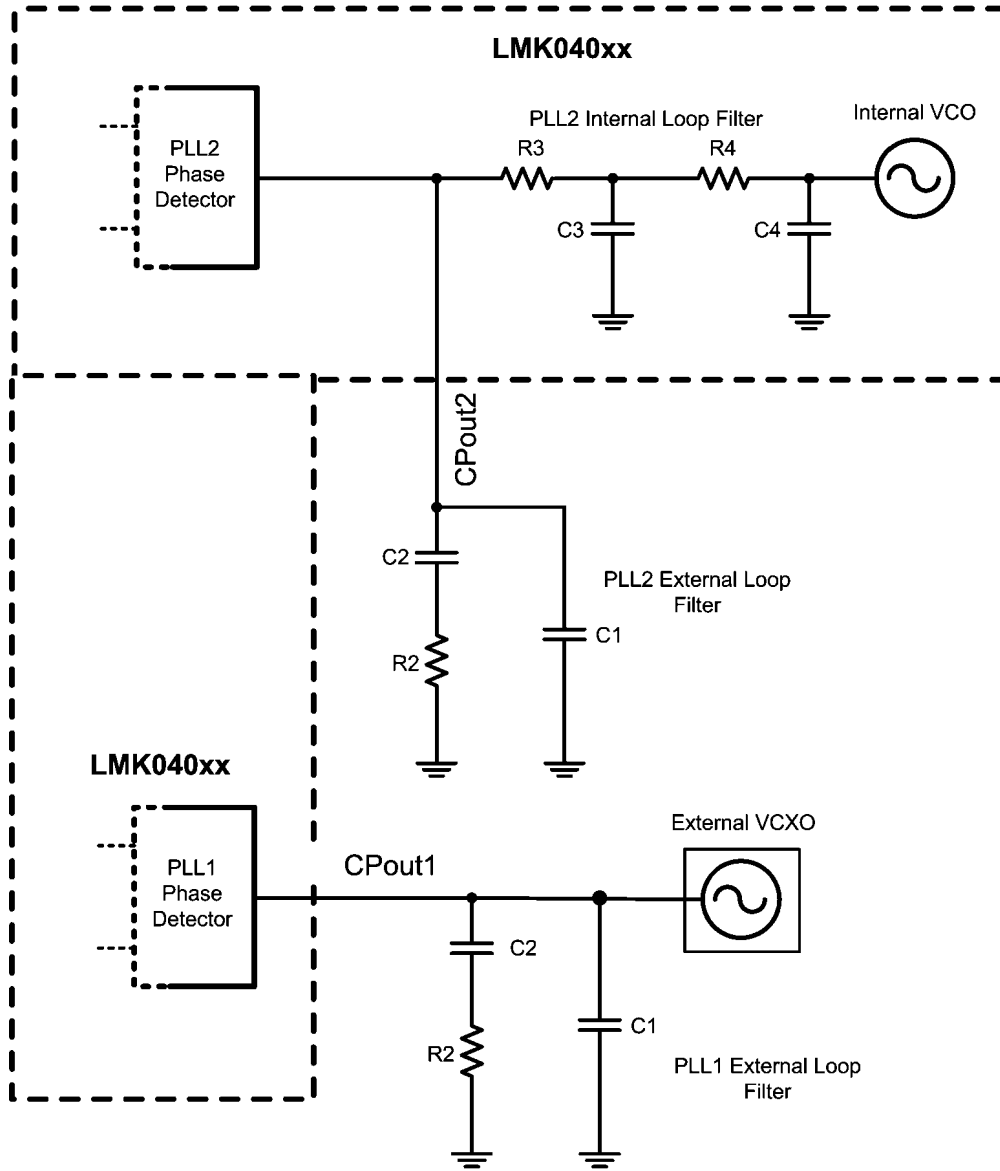 LMK040xx
PLL2
Phase
Detector
PLL2 Internal Loop Filter
Internal VCO
R3
R4
C3
C4
CPout2
C2
R2
C1
PLL2 External Loop
Filter
LMK040xx
PLL1
Phase
Detector
CPout1
External VCXO
C2
R2
C1
PLL1 External Loop
Filter